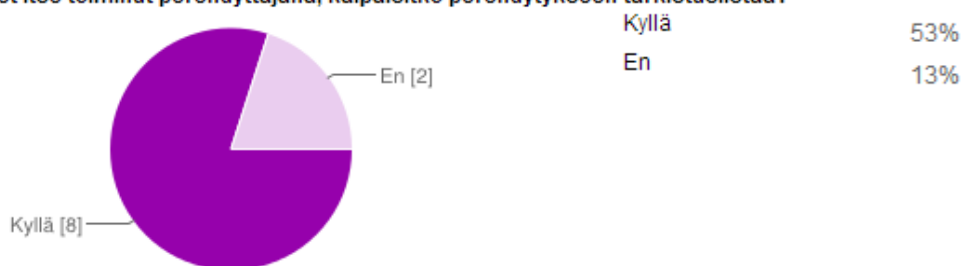 itse toiminut perehdyttäjänä, kaipaisitko perehdytykseen tarkistuslistaa?
Kyllä 53%
En 13%
En [2]
Kyllä [8]